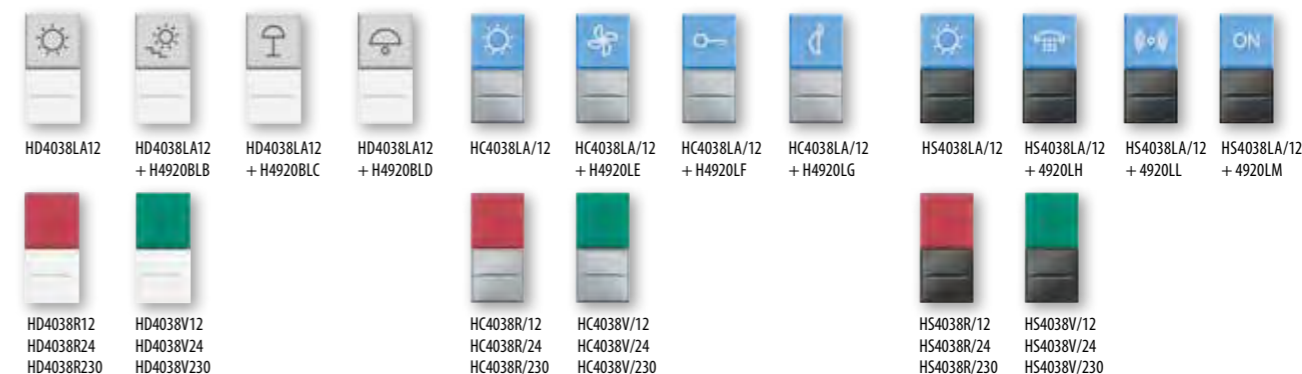 ON
HD4038LA12
HD4038LA12
+ H4920BLB
HD4038LA12
+ H4920BLC
HD4038LA12
+ H4920BLD
HC4038LA/12
HC4038LA/12
+ H4920LE
HC4038LA/12
+ H4920LF
HC4038LA/12
+ H4920LG
HS4038LA/12
HS4038LA/12
+ 4920LH
HS4038LA/12
+ 4920LL
HS4038LA/12
+ 4920LM
HD4038R12
HD4038R24
HD4038R230
HD4038V12
HD4038V24
HD4038V230
HC4038R/12
HC4038R/24
HC4038R/230
HC4038V/12
HC4038V/24
HC4038V/230
HS4038R/12
HS4038R/24
HS4038R/230
HS4038V/12
HS4038V/24
HS4038V/230